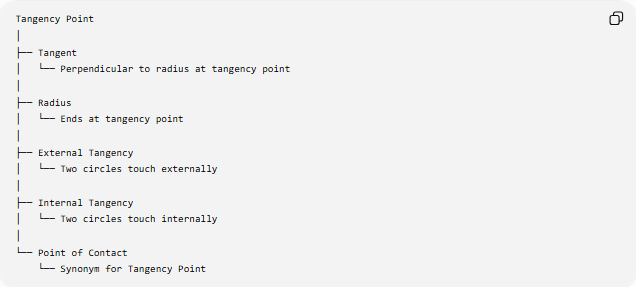 Tangency Point
│
├── Tangent
│   └── Perpendicular to radius at tangency point
│
├── Radius
│   └── Ends at tangency point
│
├── External Tangency
│   └── Two circles touch externally
│
├── Internal Tangency
│   └── Two circles touch internally
│
└── Point of Contact
    └── Synonym for Tangency Point